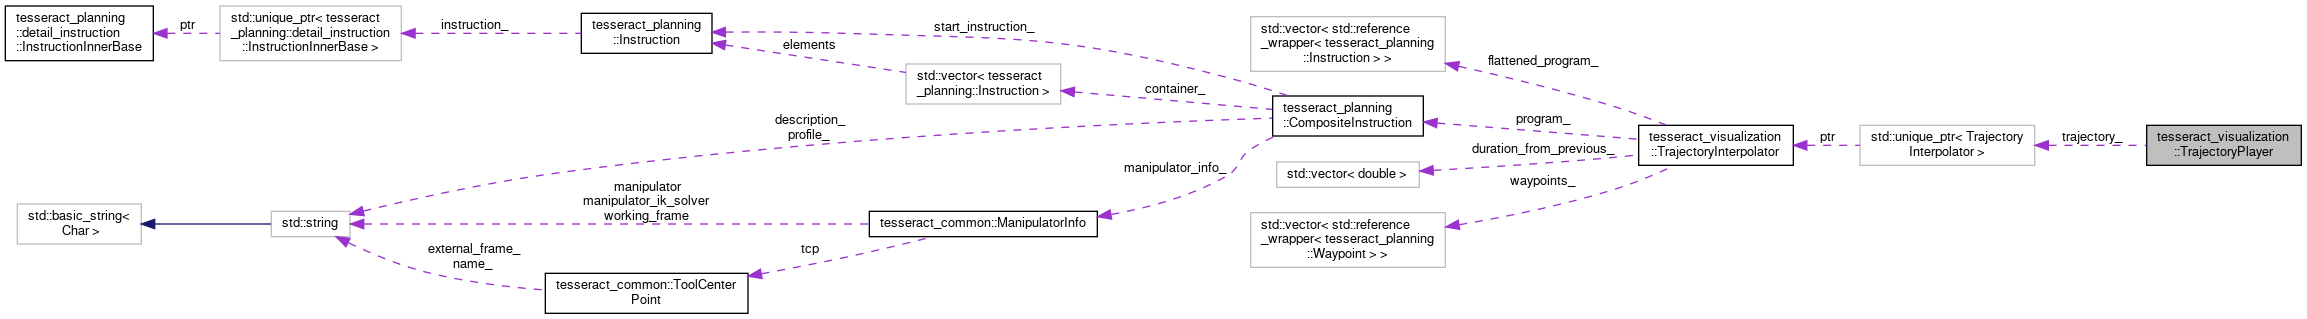 tesseract_planning
::detail_instruction
::InstructionInnerBase
ptr
std::unique_ptr< tesseract
_planning::detail_instruction
::InstructionInnerBase >
instruction_
tesseract_planning
::Instruction
start_instruction_
elements
std::vector< tesseract
_planning::Instruction >
container_
description_
profile_
tesseract_planning
::CompositeInstruction
manipulator_info_
std::vector< std::reference
_wrapper< tesseract_planning
::Instruction > >
flattened_program_
program_
duration_from_previous_
std::vector< double >
waypoints_
std::vector< std::reference
_wrapper< tesseract_planning
::Waypoint > >
tesseract_visualization
::TrajectoryInterpolator
ptr
std::unique_ptr< Trajectory
Interpolator >
trajectory_
tesseract_visualization
::TrajectoryPlayer
std::basic_string<
Char >
std::string
manipulator
manipulator_ik_solver
working_frame
tesseract_common::ManipulatorInfo
external_frame_
name_
tcp
tesseract_common::ToolCenter
Point